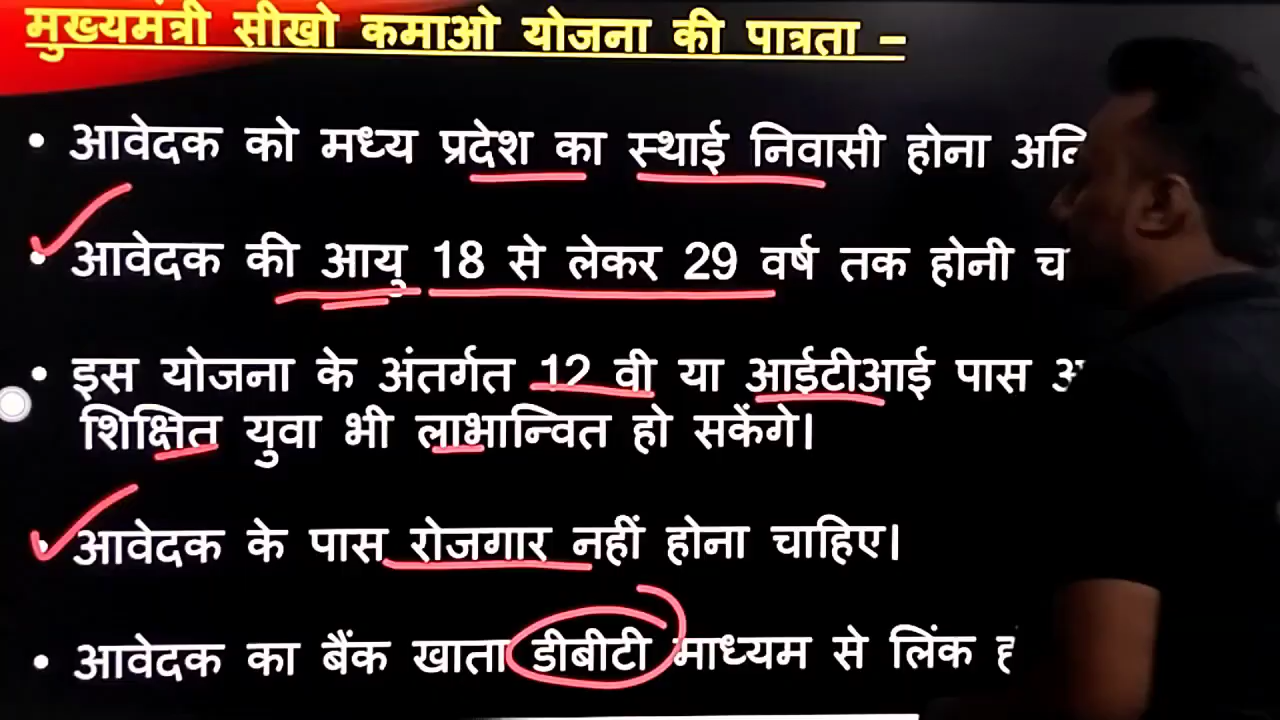 मुख्यमंत्री सीखो कमाओ योजना की पात्रता –
• आवेदक को मध्य प्रदेश का स्थाई निवासी होना
• आवेदक की आयु 18 से लेकर 29 वर्ष तक होनी
• इस योजना के अंतर्गत 12 वी या आईटीआई पास
शिक्षित युवा भी लाभान्वित हो सकेंगे।
• आवेदक के पास रोजगार नहीं होना चाहिए।
• आवेदक का बैंक खाता डीबीटी माध्यम से लिंक